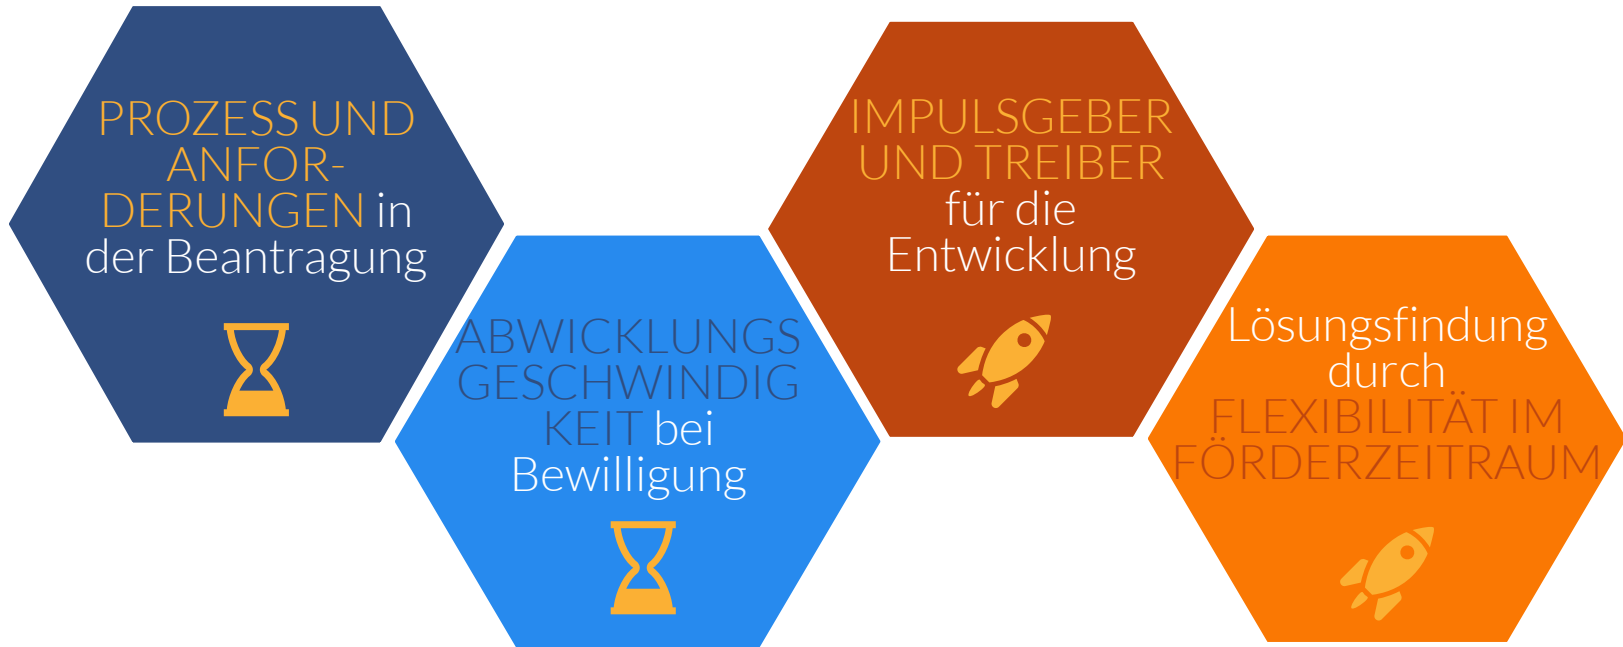 PROZESS UND
ANFOR-
DERUNGEN in
der Beantragung
ABWICKLUNGS
GESCHWINDIG
KEIT bei
Bewilligung
IMPULSGEBER
UND TREIBER
für die
Entwicklung
Lösungsfindung
durch
FLEXIBILITÄT IM
FÖRDERZEITRAUM